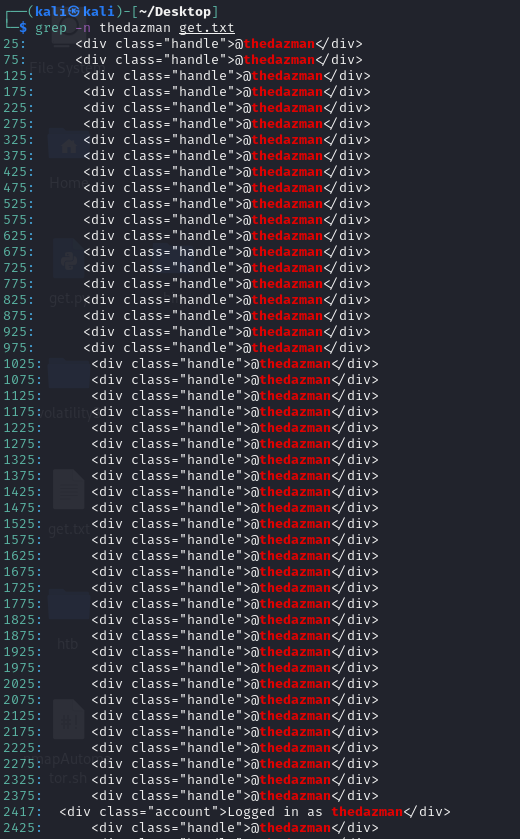 ┌──(kali㉿kali)-[~/Desktop]
└─$ grep -n thedazman get.txt
25:      <div class="handle">@thedazman</div>
75:      <div class="handle">@thedazman</div>
125:      <div class="handle">@thedazman</div>
175:      <div class="handle">@thedazman</div>
225:      <div class="handle">@thedazman</div>
275:      <div class="handle">@thedazman</div>
325:      <div class="handle">@thedazman</div>
375:      <div class="handle">@thedazman</div>
425:      <div class="handle">@thedazman</div>
475:      <div class="handle">@thedazman</div>
525:      <div class="handle">@thedazman</div>
575:      <div class="handle">@thedazman</div>
625:      <div class="handle">@thedazman</div>
675:      <div class="handle">@thedazman</div>
725:      <div class="handle">@thedazman</div>
775:      <div class="handle">@thedazman</div>
825:      <div class="handle">@thedazman</div>
875:      <div class="handle">@thedazman</div>
925:      <div class="handle">@thedazman</div>
975:      <div class="handle">@thedazman</div>
1025:      <div class="handle">@thedazman</div>
1075:      <div class="handle">@thedazman</div>
1125:      <div class="handle">@thedazman</div>
1175:      <div class="handle">@thedazman</div>
1225:      <div class="handle">@thedazman</div>
1275:      <div class="handle">@thedazman</div>
1325:      <div class="handle">@thedazman</div>
1375:      <div class="handle">@thedazman</div>
1425:      <div class="handle">@thedazman</div>
1475:      <div class="handle">@thedazman</div>
1525:      <div class="handle">@thedazman</div>
1575:      <div class="handle">@thedazman</div>
1625:      <div class="handle">@thedazman</div>
1675:      <div class="handle">@thedazman</div>
1725:      <div class="handle">@thedazman</div>
1775:      <div class="handle">@thedazman</div>
1825:      <div class="handle">@thedazman</div>
1875:      <div class="handle">@thedazman</div>
1925:      <div class="handle">@thedazman</div>
1975:      <div class="handle">@thedazman</div>
2025:      <div class="handle">@thedazman</div>
2075:      <div class="handle">@thedazman</div>
2125:      <div class="handle">@thedazman</div>
2175:      <div class="handle">@thedazman</div>
2225:      <div class="handle">@thedazman</div>
2275:      <div class="handle">@thedazman</div>
2325:      <div class="handle">@thedazman</div>
2375:      <div class="handle">@thedazman</div>
2417:  <div class="account">Logged in as thedazman</div>
2425:      <div class="handle">@thedazman</div>
File System
Home
get.p
volatility
get.txt
htb
mapAuto
tor.sh